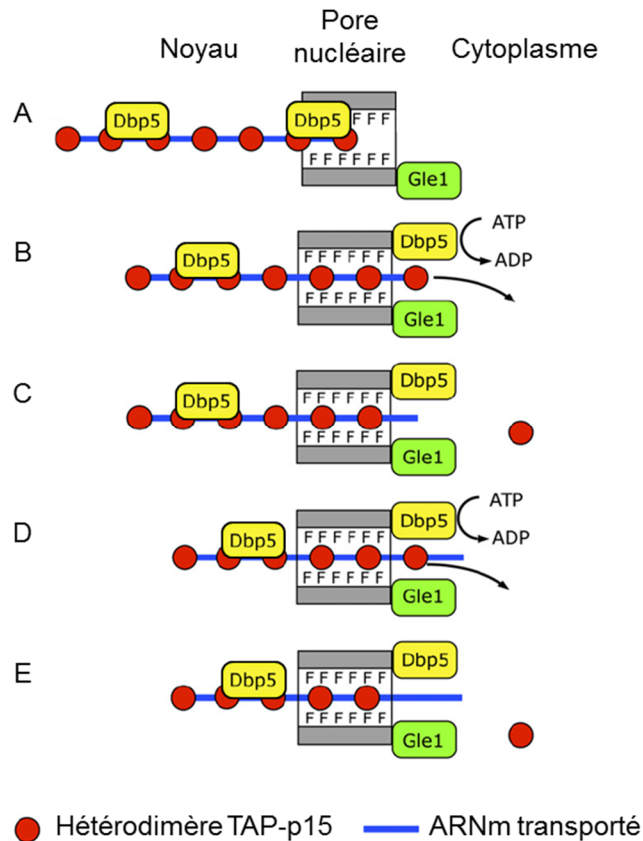 Noyau
Pore
nucléaire
Cytoplasme
A
Dbp5
Dbp5
F F F
F F F F F F
Gle1
B
Dbp5
ATP
ADP
F F F F F F
Dbp5
F F F F F F
Gle1
C
Dbp5
F F F F F F
Dbp5
F F F F F F
Gle1
D
Dbp5
ATP
ADP
F F F F F F
Dbp5
F F F F F F
Gle1
E
Dbp5
F F F F F F
Dbp5
F F F F F F
Gle1
Hétérodimère TAP-p15
ARNm transporté